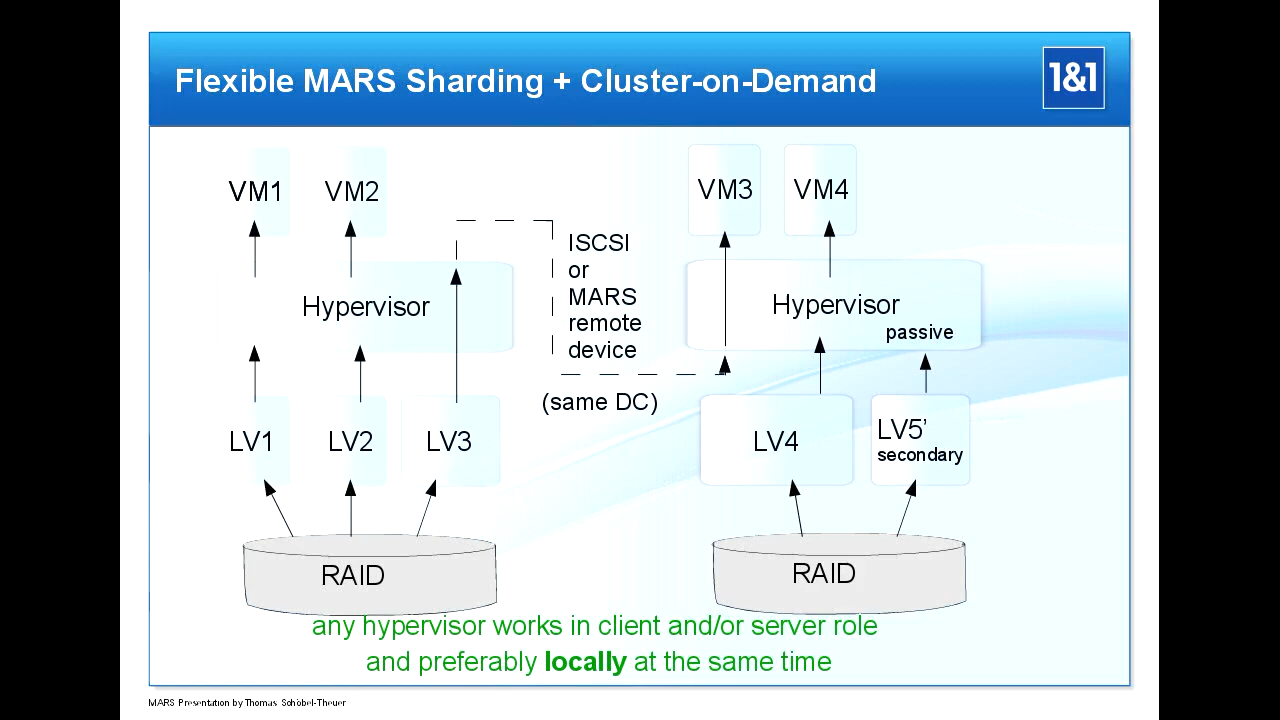 Flexible MARS Sharding + Cluster-on-Demand
1&1
VM1
VM2
VM3
VM4
ISCSI
or
MARS
remote
device
(same DC)
Hypervisor
Hypervisor
passive
LV1
LV2
LV3
LV4
LV5’
secondary
RAID
RAID
any hypervisor works in client and/or server role
and preferably locally at the same time
MARS Presentation by Thomas Schöbel-Theuer